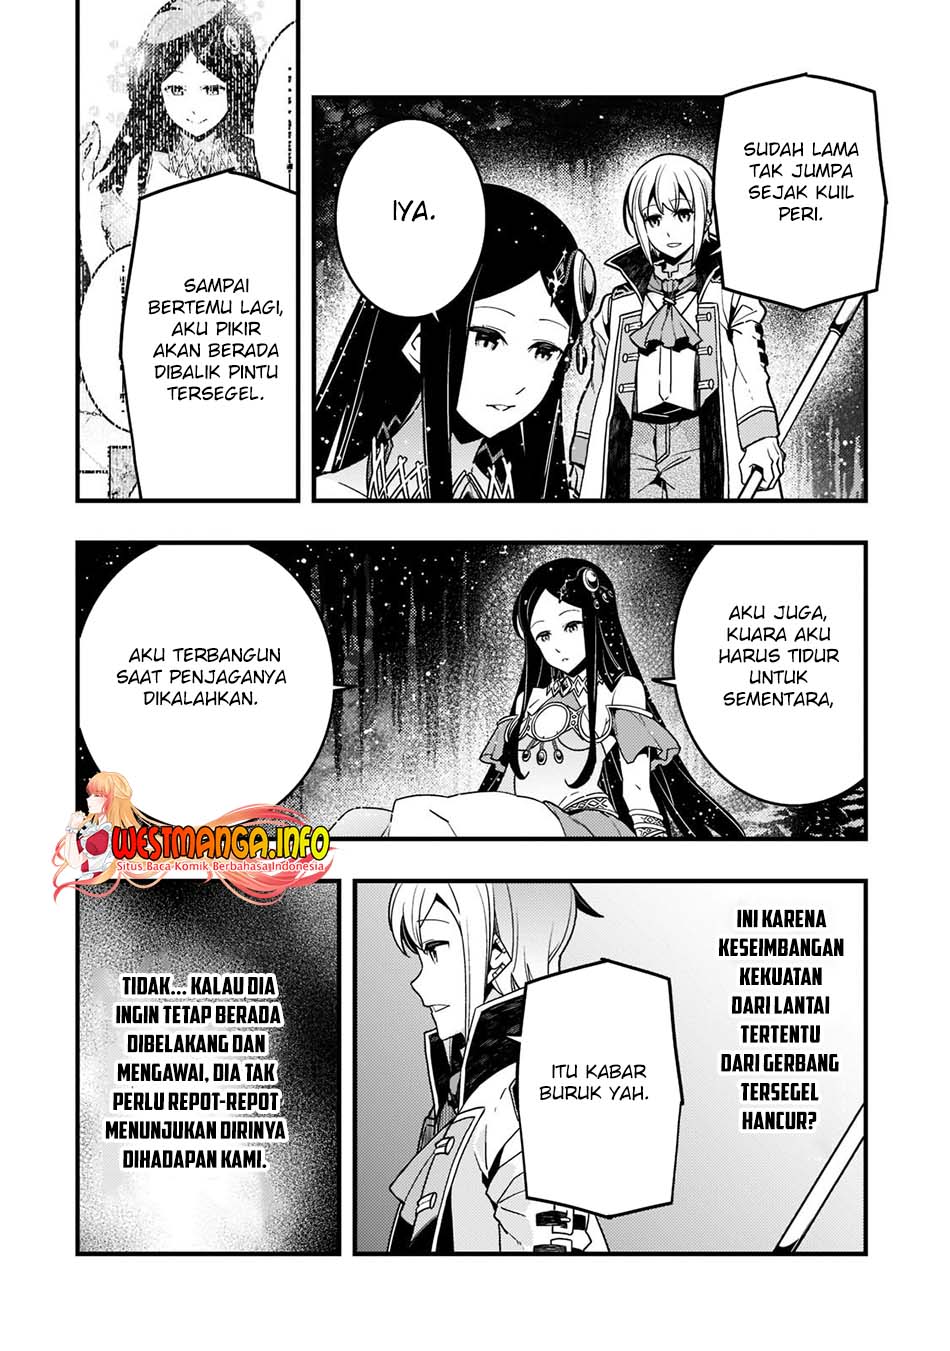 SUDAH LAMA
TAK JUMPA
SEJAK KUIL
PERI.
IYA.
SAMPAI
BERTEMU LAGI,
AKU PIKIR
AKAN BERADA
DIBALIK PINTU
TERSEGEL.
AKU JUGA,
KUARA AKU
HARUS TIDUR
UNTUK
SEMENTARA,
AKU TERBANGUN
SAAT PENJAGANYA
DIKALAHKAN.
WESTMANGA.INFO
Situs Baca Komik Berbahasa Indonesia
INI KARENA
KESEIMBANGAN
KEKUATAN
DARI LANTAI
TERTENTU
DARI GERBANG
TERSEGEL
HANCUR?
ITU KABAR
BURUK YAH.
TIDAK... KALAU DIA
INGIN TETAP BERADA
DIBELAKANG DAN
MENGAWAI, DIA TAK
PERLU REPOT-REPOT
MENUNJUKAN DIRINYA
DIHADAPAN KAMI.